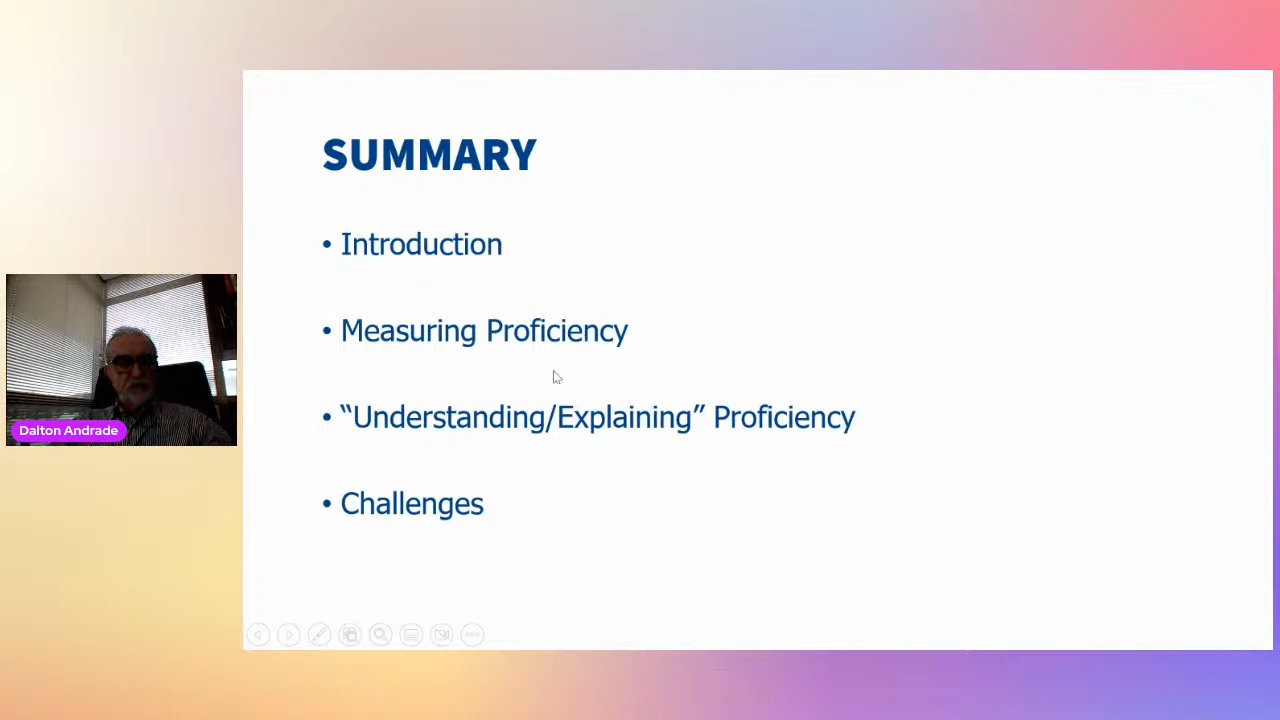 SUMMARY
• Introduction
• Measuring Proficiency
• “Understanding/Explaining” Proficiency
• Challenges
Dalton Andrade